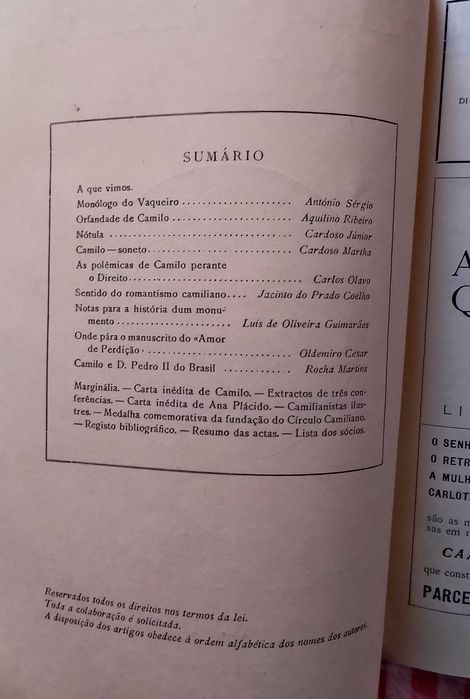 SUMÁRIO
A que vimos.
Monólogo do Vaqueiro ...................... António Sérgio
Orfandade de Camilo ........................ Aquilino Ribeiro
Nótula ..................................... Cardoso Júnior
Camilo — soneto ............................ Cardoso Martha
As polémicas de Camilo perante
o Direito ................................. Carlos Olavo
Sentido do romantismo camiliano .... Jacinto do Prado Coelho
Notas para a história dum monu-
mento ..................... Luís de Oliveira Guimarães
Onde pára o manuscrito do «Amor
de Perdição» ............................... Oldemiro César
Camilo e D. Pedro II do Brasil ............. Rocha Martins
Marginália. — Carta inédita de Camilo. — Extractos de três con-
ferências. — Carta inédita de Ana Plácido. — Camilianistas ilus-
tres. — Medalha comemorativa da fundação do Círculo Camiliano.
— Registo bibliográfico. — Resumo das actas. — Lista dos sócios.
Reservados todos os direitos nos termos da lei.
Toda a colaboração é solicitada.
A disposição dos artigos obedece à ordem alfabética dos nomes dos autores.
DI
A
Q
LI
O SENH
O RETR
A MULH
CARLOT
são as m
sas em r
CA
que const
PARCE